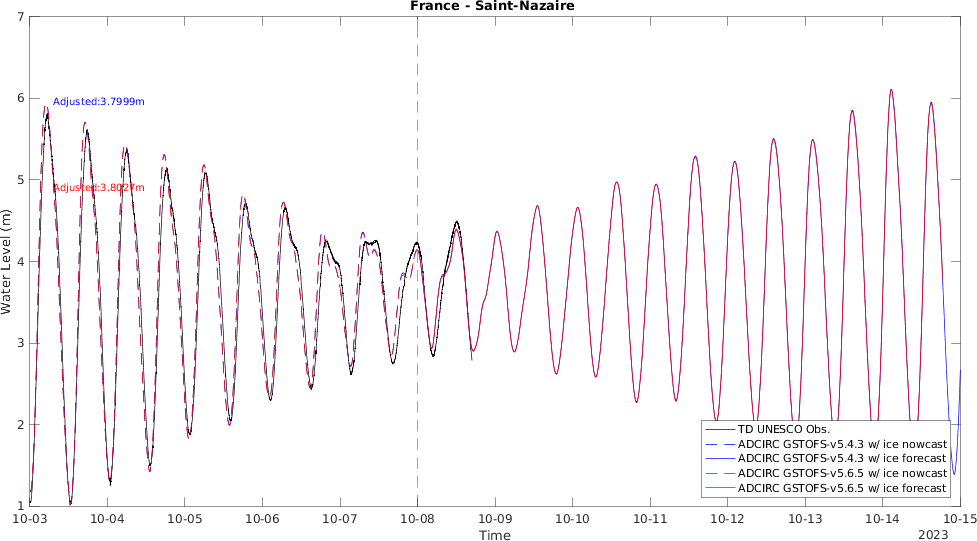 France - Saint-Nazaire
7
6
5
4
3
2
1
Water Level (m)
Adjusted:3.7999m
Adjusted:3.8027m
TD UNESCO Obs.
ADCIRC GSTOFS-v5.4.3 w/ ice nowcast
ADCIRC GSTOFS-v5.4.3 w/ ice forecast
ADCIRC GSTOFS-v5.6.5 w/ ice nowcast
ADCIRC GSTOFS-v5.6.5 w/ ice forecast
10-03 10-04 10-05 10-06 10-07 10-08 10-09 10-10 10-11 10-12 10-13 10-14 10-15
Time
2023